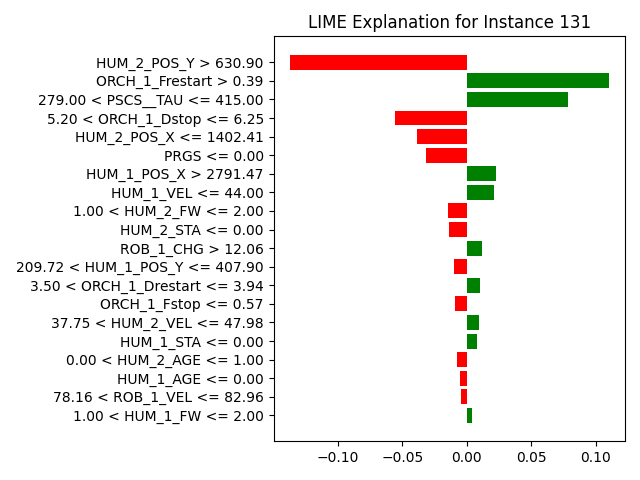 LIME Explanation for Instance 131
HUM_2_POS_Y > 630.90
ORCH_1_Frestart > 0.39
279.00 < PSCS__TAU <= 415.00
5.20 < ORCH_1_Dstop <= 6.25
HUM_2_POS_X <= 1402.41
PRGS <= 0.00
HUM_1_POS_X > 2791.47
HUM_1_VEL <= 44.00
1.00 < HUM_2_FW <= 2.00
HUM_2_STA <= 0.00
ROB_1_CHG > 12.06
209.72 < HUM_1_POS_Y <= 407.90
3.50 < ORCH_1_Drestart <= 3.94
ORCH_1_Fstop <= 0.57
37.75 < HUM_2_VEL <= 47.98
HUM_1_STA <= 0.00
0.00 < HUM_2_AGE <= 1.00
HUM_1_AGE <= 0.00
78.16 < ROB_1_VEL <= 82.96
1.00 < HUM_1_FW <= 2.00
−0.10 −0.05 0.00 0.05 0.10